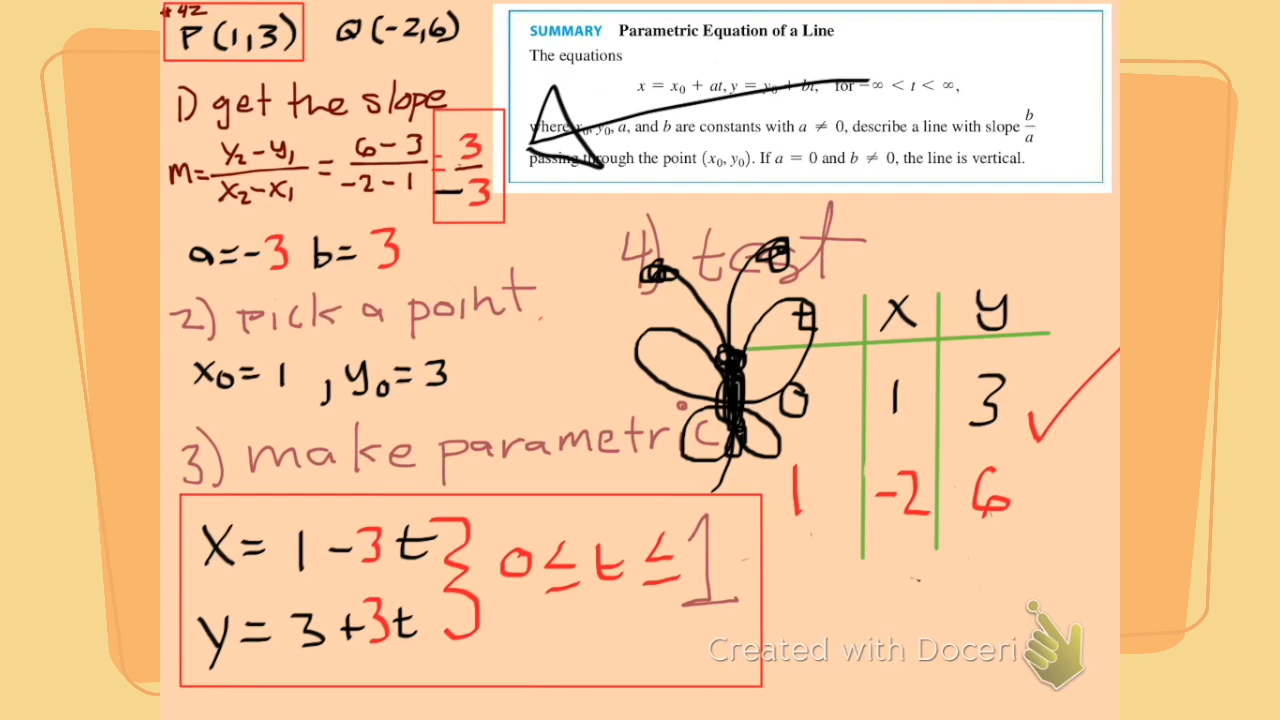 #42
P(1,3) Q(-2,6)
1) get the slope
m = y₂-y₁ / x₂-x₁ = 6-3 / -2-1 = 3 / -3
a=-3 b=3
2) pick a point.
x₀=1, y₀=3
3) make parametric
x = 1 -3t } 0≤t≤1
y = 3 +3t
SUMMARY Parametric Equation of a Line
The equations
x = x₀ + at, y = y₀ + bt, for −∞ < t < ∞,
where x₀, y₀, a, and b are constants with a ≠ 0, describe a line with slope b/a
passing through the point (x₀, y₀). If a = 0 and b ≠ 0, the line is vertical.
4) test
t x y
0 1 3
1 -2 6
Created with Doceri